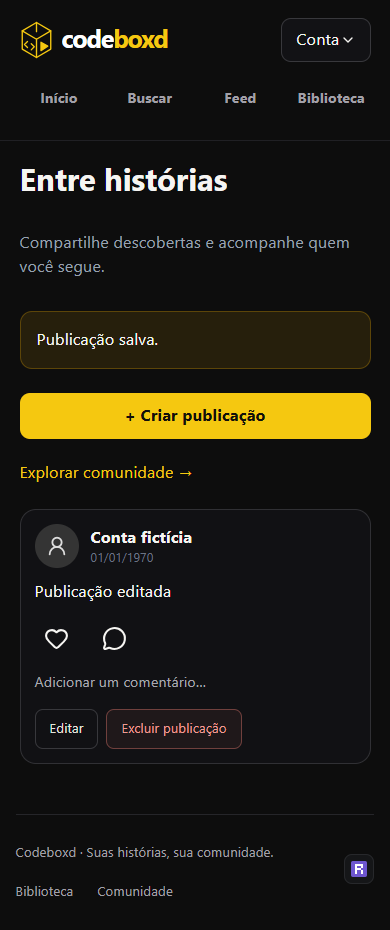 codeboxd
Conta
Início Buscar Feed Biblioteca
Entre histórias
Compartilhe descobertas e acompanhe quem
você segue.
Publicação salva.
+ Criar publicação
Explorar comunidade →
Conta fictícia
01/01/1970
Publicação editada
Adicionar um comentário...
Editar Excluir publicação
Codeboxd · Suas histórias, sua comunidade.
R
Biblioteca Comunidade